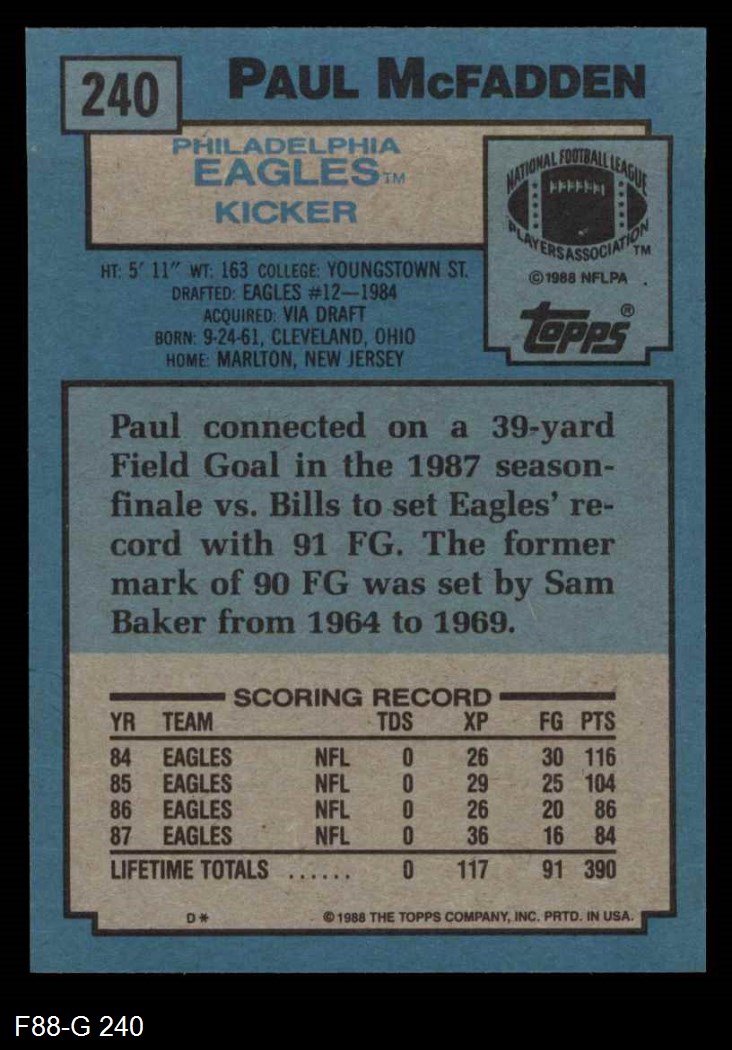 240
PAUL McFADDEN
PHILADELPHIA
EAGLES™
KICKER
NATIONAL FOOTBALL LEAGUE
PLAYERS ASSOCIATION™
©1988 NFLPA
topps®
HT: 5' 11" WT: 163 COLLEGE: YOUNGSTOWN ST.
DRAFTED: EAGLES #12—1984
ACQUIRED: VIA DRAFT
BORN: 9-24-61, CLEVELAND, OHIO
HOME: MARLTON, NEW JERSEY
Paul connected on a 39-yard
Field Goal in the 1987 season-
finale vs. Bills to set Eagles' re-
cord with 91 FG. The former
mark of 90 FG was set by Sam
Baker from 1964 to 1969.
SCORING RECORD
YR TEAM TDS XP FG PTS
84 EAGLES NFL 0 26 30 116
85 EAGLES NFL 0 29 25 104
86 EAGLES NFL 0 26 20 86
87 EAGLES NFL 0 36 16 84
LIFETIME TOTALS ...... 0 117 91 390
D* ©1988 THE TOPPS COMPANY, INC. PRTD. IN USA.
F88-G 240